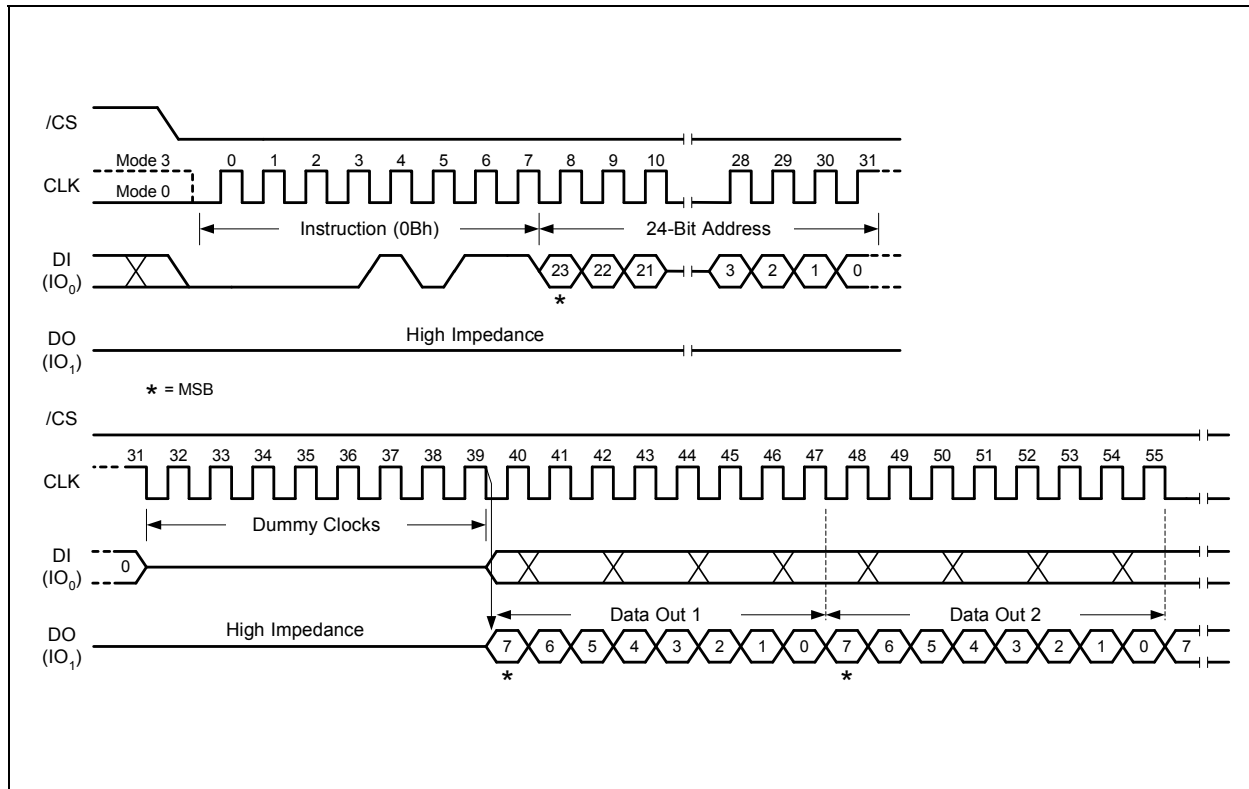 /CS
Mode 3 0 1 2 3 4 5 6 7 8 9 10 28 29 30 31
CLK
Mode 0
Instruction (0Bh) 24-Bit Address
DI
(IO₀)
23 22 21 3 2 1 0
*
High Impedance
DO
(IO₁)
* = MSB
/CS
31 32 33 34 35 36 37 38 39 40 41 42 43 44 45 46 47 48 49 50 51 52 53 54 55
CLK
Dummy Clocks
DI
(IO₀)
0
Data Out 1 Data Out 2
High Impedance
DO
(IO₁)
7 6 5 4 3 2 1 0 7 6 5 4 3 2 1 0 7
* *